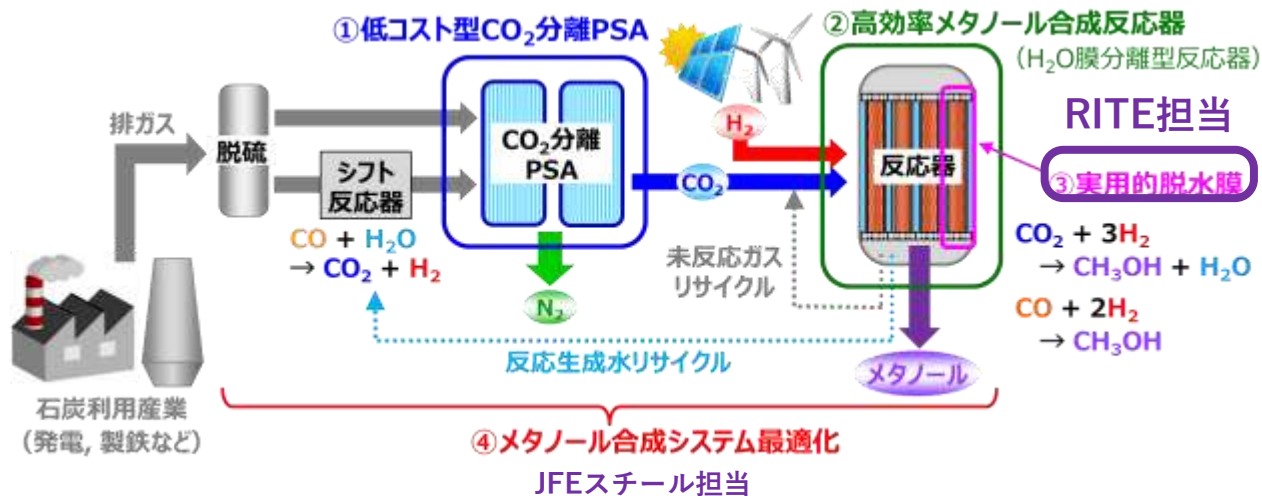 ①低コスト型CO₂分離PSA
②高効率メタノール合成反応器
(H₂O膜分離型反応器)
RITE担当
③実用的脱水膜
排ガス
脱硫
シフト
反応器
CO + H₂O
→ CO₂ + H₂
CO₂分離
PSA
N₂
H₂
CO₂
反応器
未反応ガス
リサイクル
反応生成水リサイクル
メタノール
CO₂ + 3H₂
→ CH₃OH + H₂O
CO + 2H₂
→ CH₃OH
石炭利用産業
(発電, 製鉄など)
④メタノール合成システム最適化
JFEスチール担当